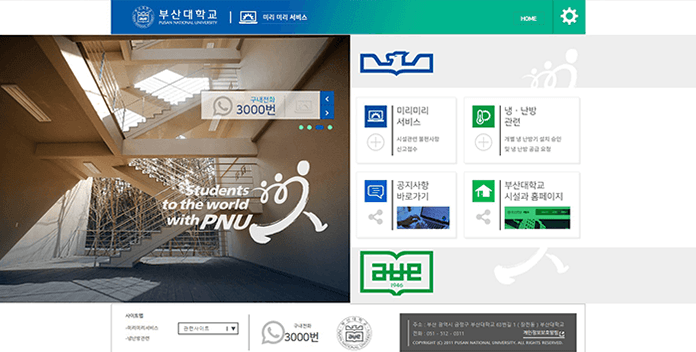 부산대학교
PUSAN NATIONAL UNIVERSITY
미리 미리 서비스
HOME
구내전화
3000번
Students
to the world
with PNU
미리미리
서비스
시설관련 불편사항
신고접수
냉 · 난방
관련
개별 냉 난방기 설치 승인
및 냉 난방 공급 요청
공지사항
바로가기
부산대학교
시설과 홈페이지
1946
사이트맵
-미리미리서비스
-냉난방관련
관련사이트
구내전화
3000번
주소 : 부산 광역시 금정구 부산대학로 63번길 2 ( 장전동 ) 부산대학교
전화 : 051 - 512 - 0311
개인정보보호방침
COPYRIGHT (C) 2011 PUSAN NATIONAL UNIVERSITY. ALL RIGHTS RESERVED.